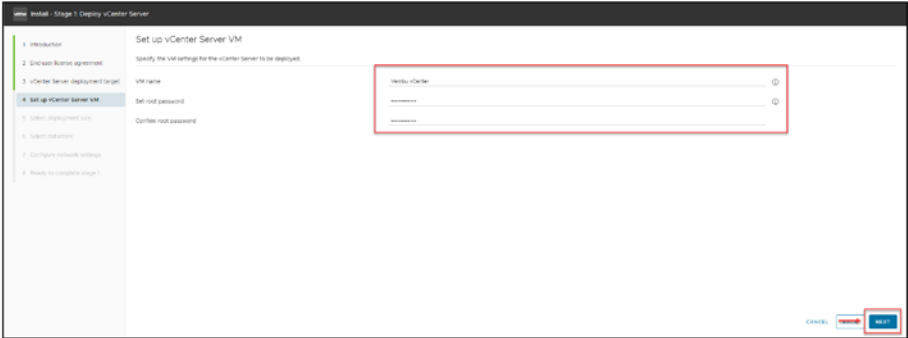 vmw Install - Stage 1: Deploy vCenter Server
1 Introduction
2 End user license agreement
3 vCenter Server deployment target
4 Set up vCenter Server VM
5 Select deployment size
6 Select datastore
7 Configure network settings
8 Ready to complete stage 1
Set up vCenter Server VM
Specify the VM settings for the vCenter Server to be deployed.
VM name
Vembu vCenter
Set root password
Confirm root password
CANCEL
NEXT